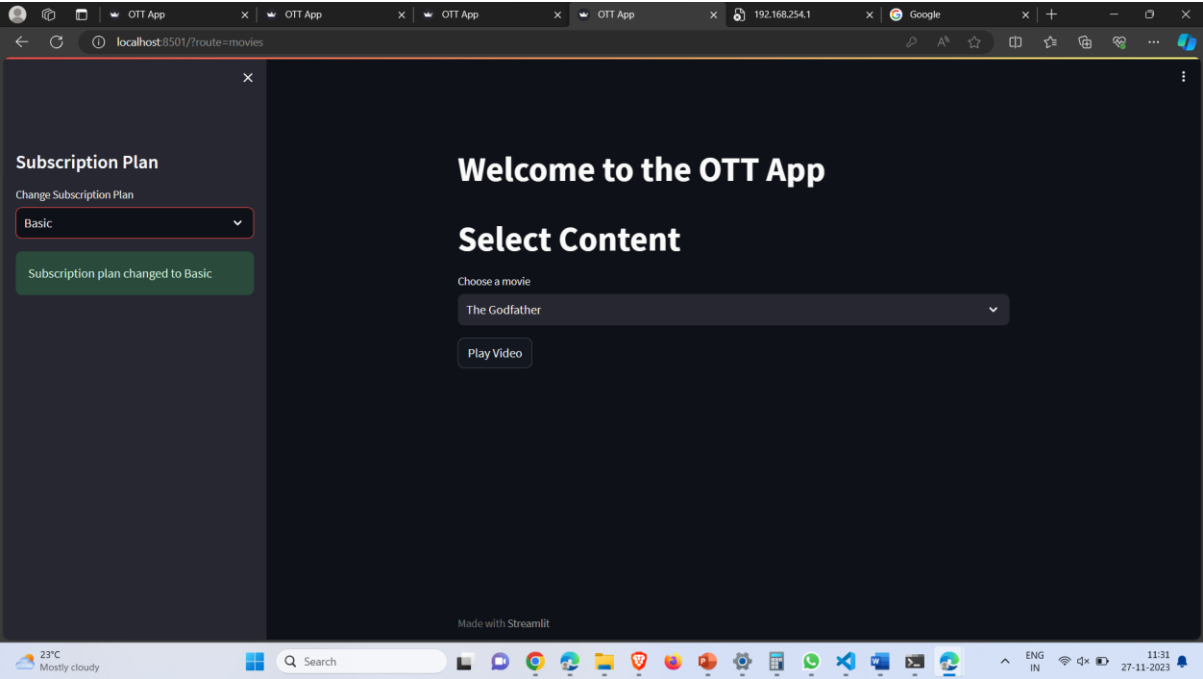 OTT App
OTT App
OTT App
OTT App
192.168.254.1
Google
localhost:8501/?route=movies
Subscription Plan
Change Subscription Plan
Basic
Subscription plan changed to Basic
Welcome to the OTT App
Select Content
Choose a movie
The Godfather
Play Video
Made with Streamlit
23°C
Mostly cloudy
Search
ENG
IN
11:31
27-11-2023